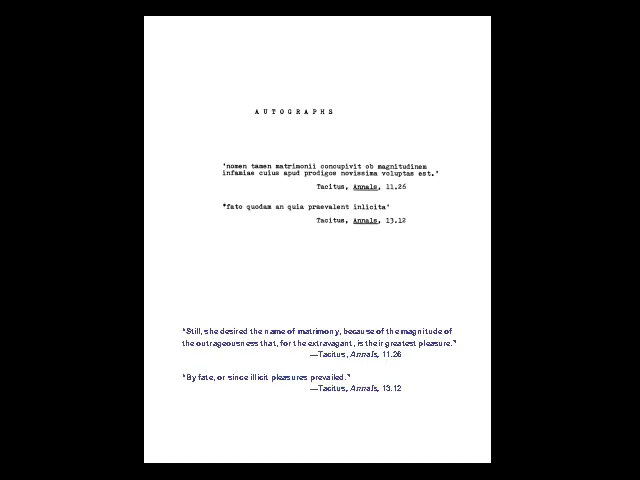 AUTOGRAPHS
"nomen tamen matrimonii concupivit ob magnitudinem
infamiae cuius apud prodigos novissima voluptas est."
Tacitus, Annals, 11.26
"fato quodam an quia praevalent inlicita"
Tacitus, Annals, 13.12
"Still, she desired the name of matrimony, because of the magnitude of
the outrageousness that, for the extravagant, is their greatest pleasure."
—Tacitus, Annals, 11.26
"By fate, or since illicit pleasures prevailed."
—Tacitus, Annals, 13.12